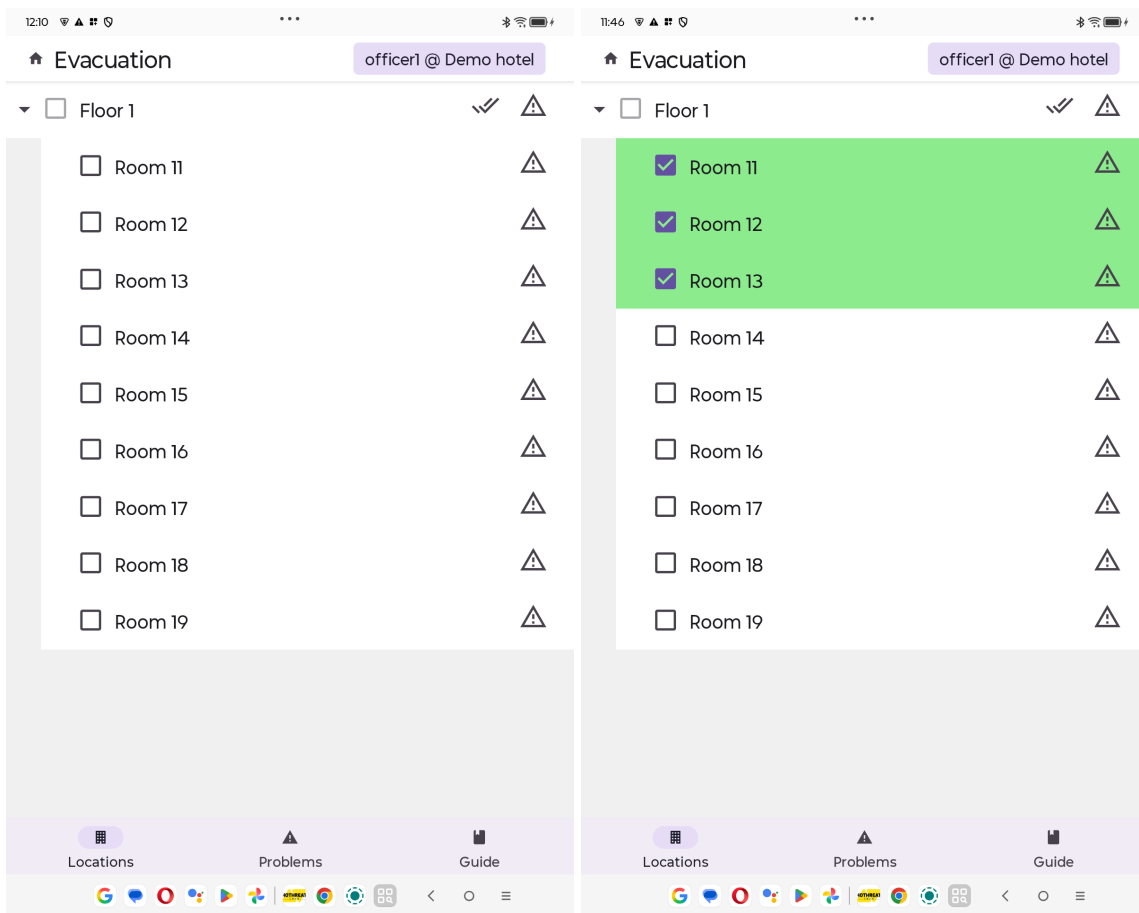 12:10
Evacuation
officer1 @ Demo hotel
Floor 1
Room 11
Room 12
Room 13
Room 14
Room 15
Room 16
Room 17
Room 18
Room 19
Locations
Problems
Guide
11:46
Evacuation
officer1 @ Demo hotel
Floor 1
Room 11
Room 12
Room 13
Room 14
Room 15
Room 16
Room 17
Room 18
Room 19
Locations
Problems
Guide